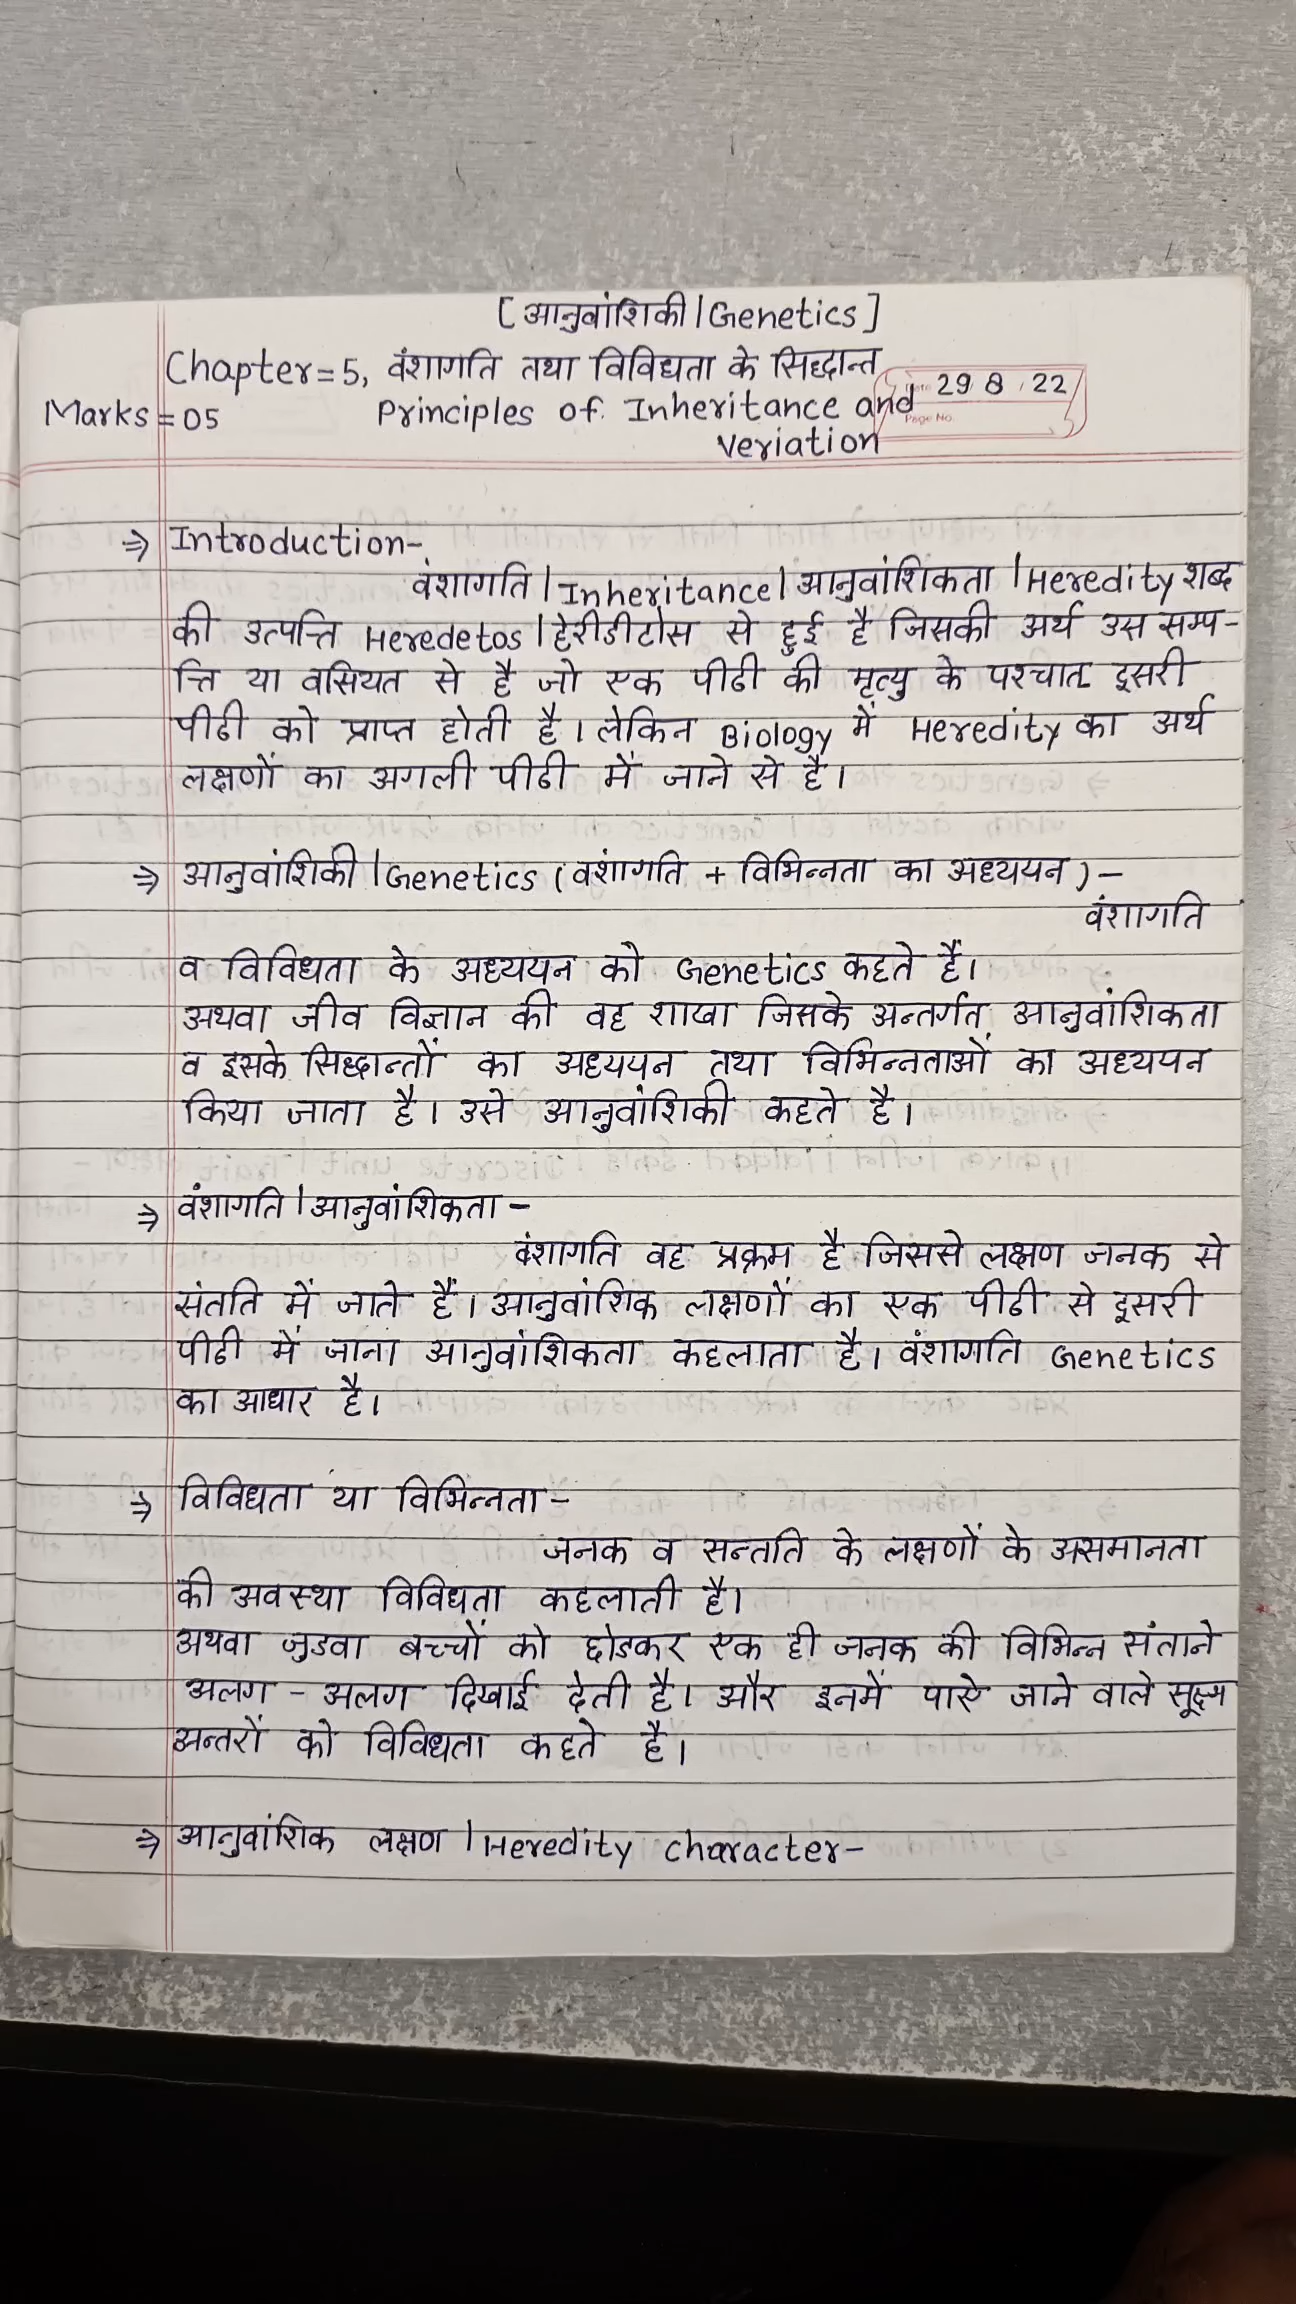 [आनुवांशिकी|Genetics]
Chapter=5, वंशागति तथा विविधता के सिद्धान्त
Date 29 8 22
Marks=05 Principles of Inheritance and
Page No.
Veriation
⇒ Introduction-
वंशागति|Inheritance|आनुवांशिकता|Heredity शब्द
की उत्पत्ति Heredetos|हेरीडीटोस से हुई है जिसकी अर्थ उस सम्प-
त्ति या वसियत से है जो एक पीढी की मृत्यु के पश्चात दूसरी
पीढी को प्राप्त होती है। लेकिन Biology में Heredity का अर्थ
लक्षणों का अगली पीढी में जाने से है।
⇒ आनुवांशिकी|Genetics (वंशागति + विभिन्नता का अध्ययन)-
वंशागति
व विविधता के अध्ययन को Genetics कहते हैं।
अथवा जीव विज्ञान की वह शाखा जिसके अन्तर्गत आनुवांशिकता
व इसके सिद्धान्तों का अध्ययन तथा विभिन्नताओं का अध्ययन
किया जाता है। उसे आनुवांशिकी कहते है।
⇒ वंशागति|आनुवांशिकता-
वंशागति वह प्रक्रम है जिससे लक्षण जनक से
संतति में जाते हैं। आनुवांशिक लक्षणों का एक पीढी से दूसरी
पीढी में जाना आनुवांशिकता कहलाता है। वंशागति Genetics
का आधार है।
⇒ विविधता या विभिन्नता-
जनक व सन्तति के लक्षणों के असमानता
की अवस्था विविधता कहलाती है।
अथवा जुडवा बच्चों को छोडकर एक ही जनक की विभिन्न संताने
अलग-अलग दिखाई देती है। और इनमें पाए जाने वाले सूक्ष्म
अन्तरों को विविधता कहते है।
⇒ आनुवांशिक लक्षण|Heredity character-